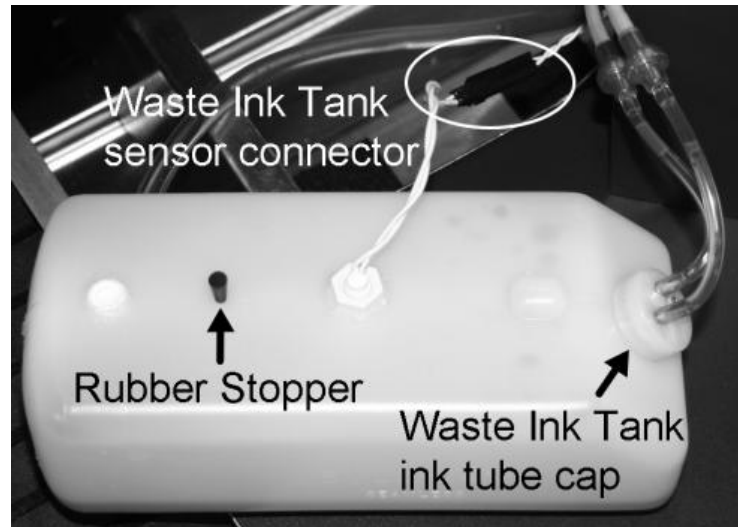 Waste Ink Tank
sensor connector
Rubber Stopper
Waste Ink Tank
ink tube cap